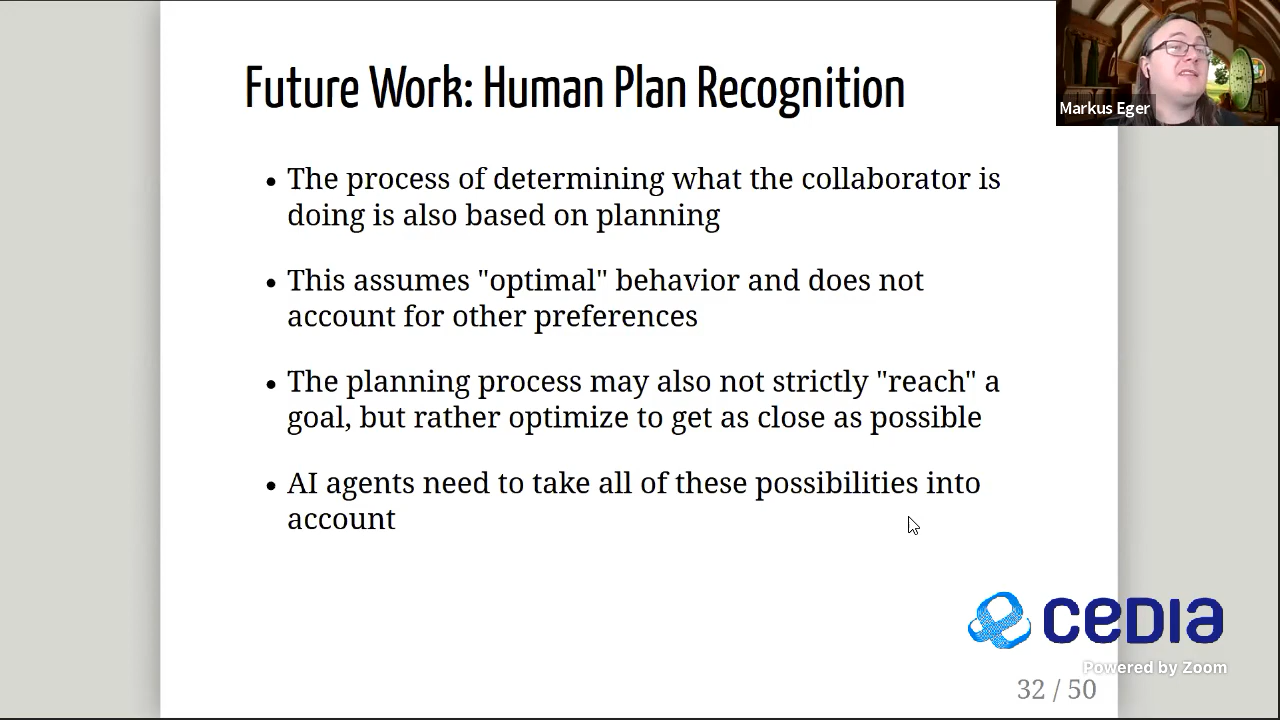 Future Work: Human Plan Recognition
Markus Eger
• The process of determining what the collaborator is
doing is also based on planning
• This assumes "optimal" behavior and does not
account for other preferences
• The planning process may also not strictly "reach" a
goal, but rather optimize to get as close as possible
• AI agents need to take all of these possibilities into
account
CEDIA
Powered by Zoom
32 / 50